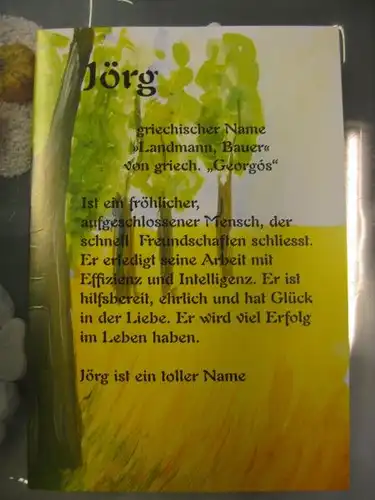 Jörg
griechischer Name
»Landmann, Bauer«
von griech. „Georgós“
Ist ein fröhlicher,
aufgeschlossener Mensch, der
schnell Freundschaften schliesst.
Er erledigt seine Arbeit mit
Effizienz und Intelligenz. Er ist
hilfsbereit, ehrlich und hat Glück
in der Liebe. Er wird viel Erfolg
im Leben haben.
Jörg ist ein toller Name